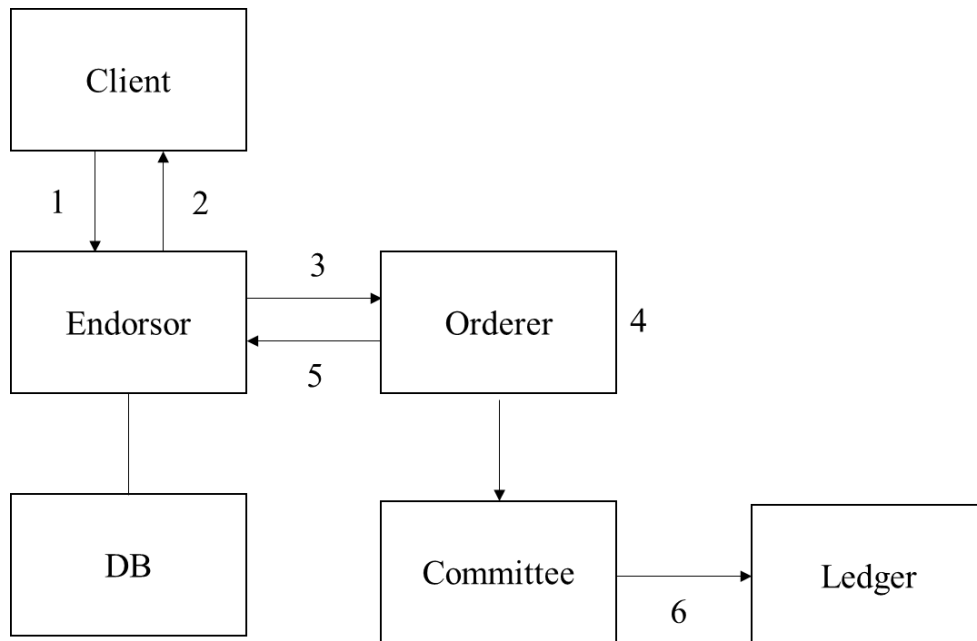 Client
1
2
Endorsor
3
5
Orderer
4
DB
Committee
6
Ledger